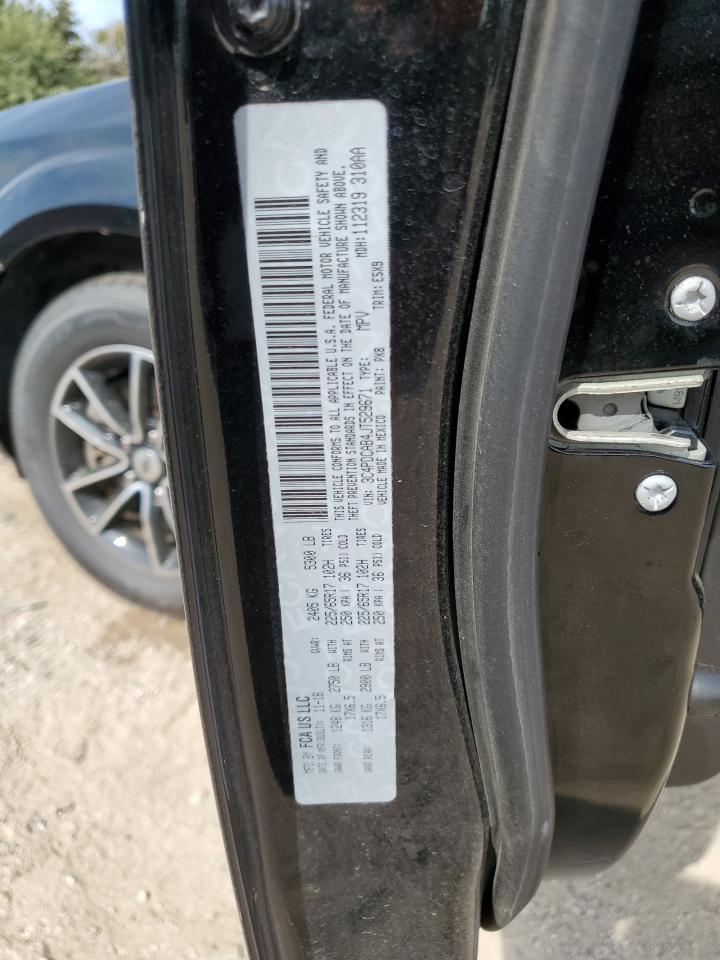 MFD BY FCA US LLC
DATE OF MFR(BUILT): 11-18 GVWR: 2405 KG 5300 LB
GAWR FRONT: 1248 KG 2750 LB WITH 225/65R17 102H TIRES
17X6.5 RIMS AT 250 KPA ( 36 PSI) COLD
GAWR REAR: 1316 KG 2900 LB WITH 225/65R17 102H TIRES
17X6.5 RIMS AT 250 KPA ( 36 PSI) COLD
THIS VEHICLE CONFORMS TO ALL APPLICABLE U.S.A. FEDERAL MOTOR VEHICLE SAFETY AND
THEFT PREVENTION STANDARDS IN EFFECT ON THE DATE OF MANUFACTURE SHOWN ABOVE.
VIN: 3C4PDCAB4JT529671 TYPE: MPV MDH:112319 310AA
VEHICLE MADE IN MEXICO PAINT: PX8 TRIM: E5X9